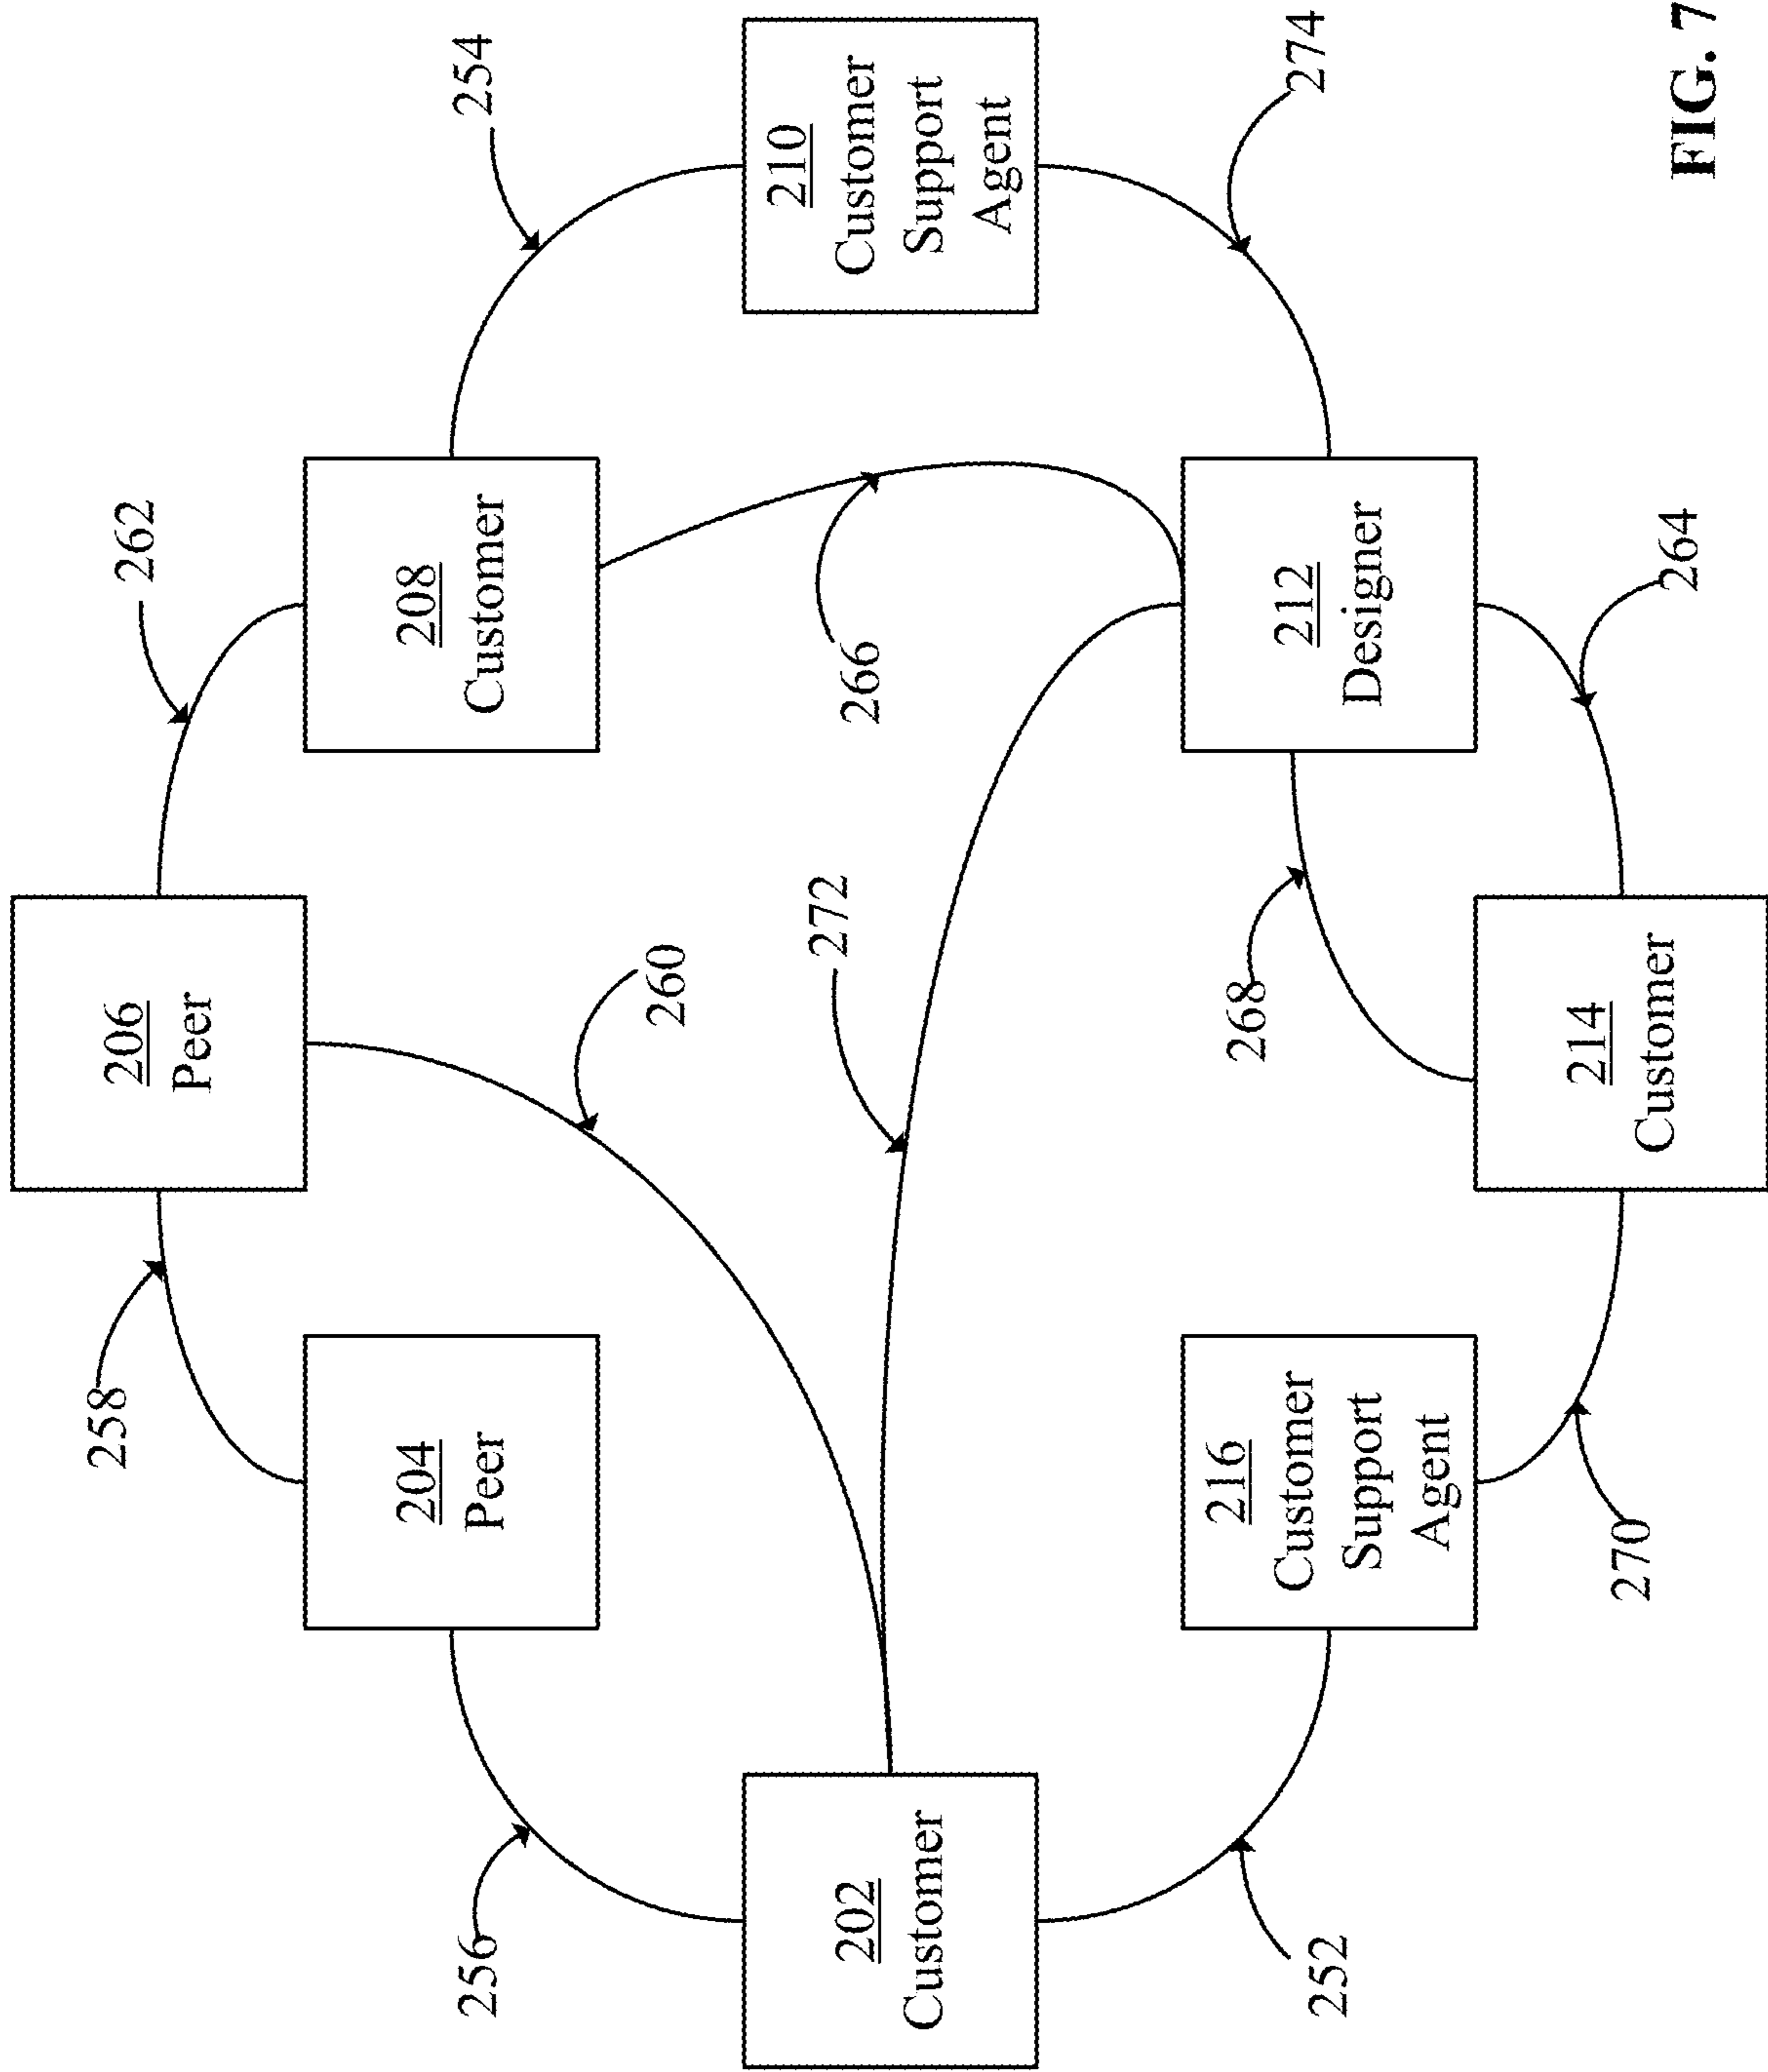 258
206
Peer
262
204
Peer
208
Customer
256
254
260
272
266
202
Customer
210
Customer
Support
Agent
216
Customer
Support
Agent
268
212
Designer
252
274
214
Customer
270
264
FIG. 7